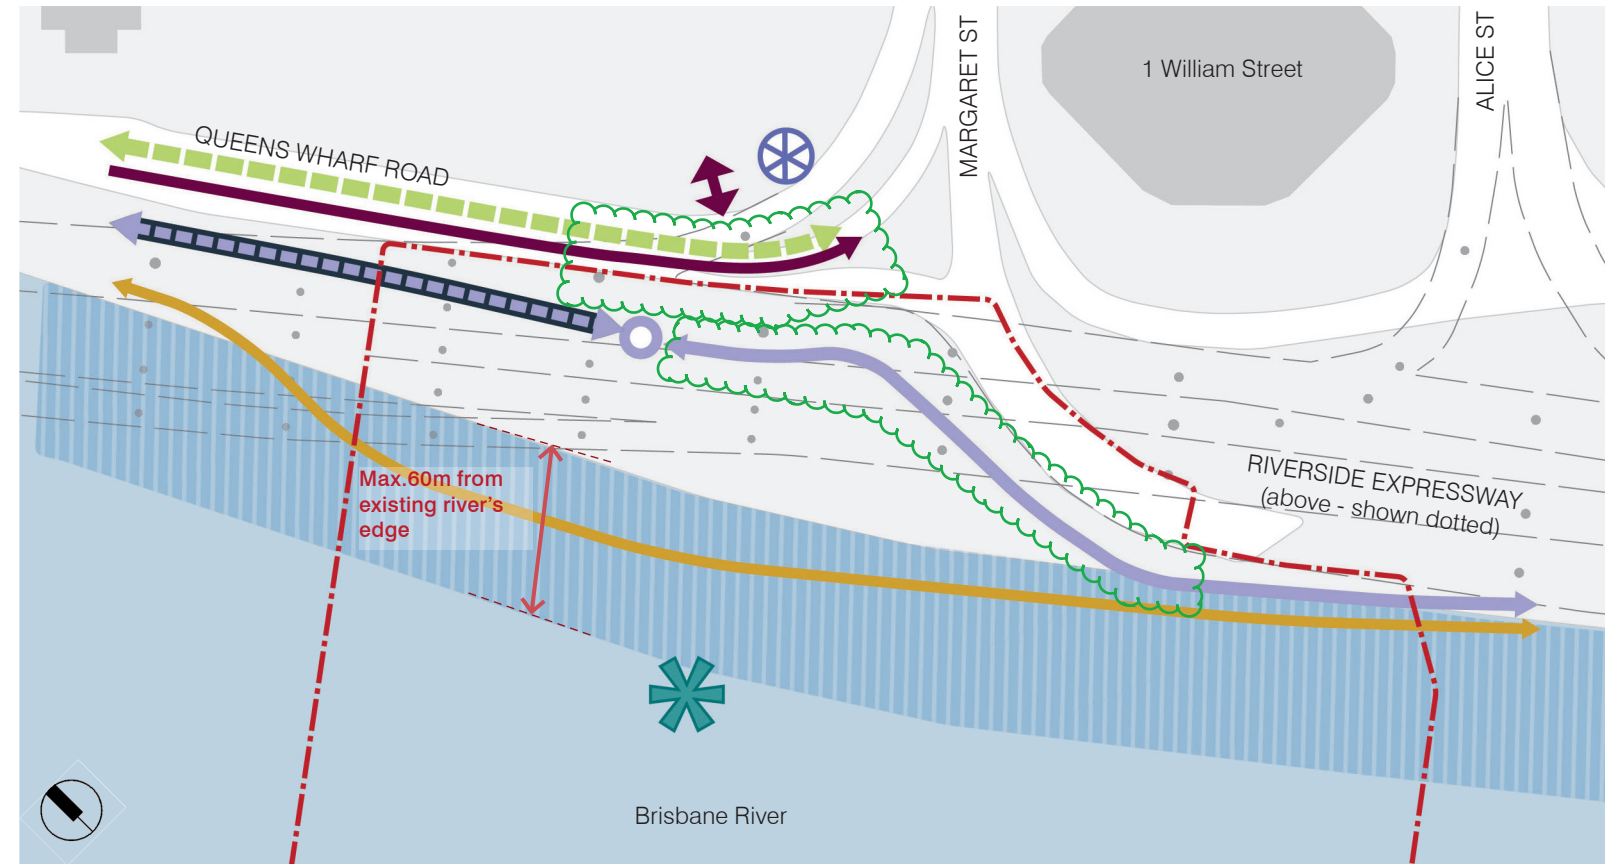 MARGARET ST
1 William Street
ALICE ST
QUEENS WHARF ROAD
Max.60m from
existing river's
edge
RIVERSIDE EXPRESSWAY
(above - shown dotted)
Brisbane River